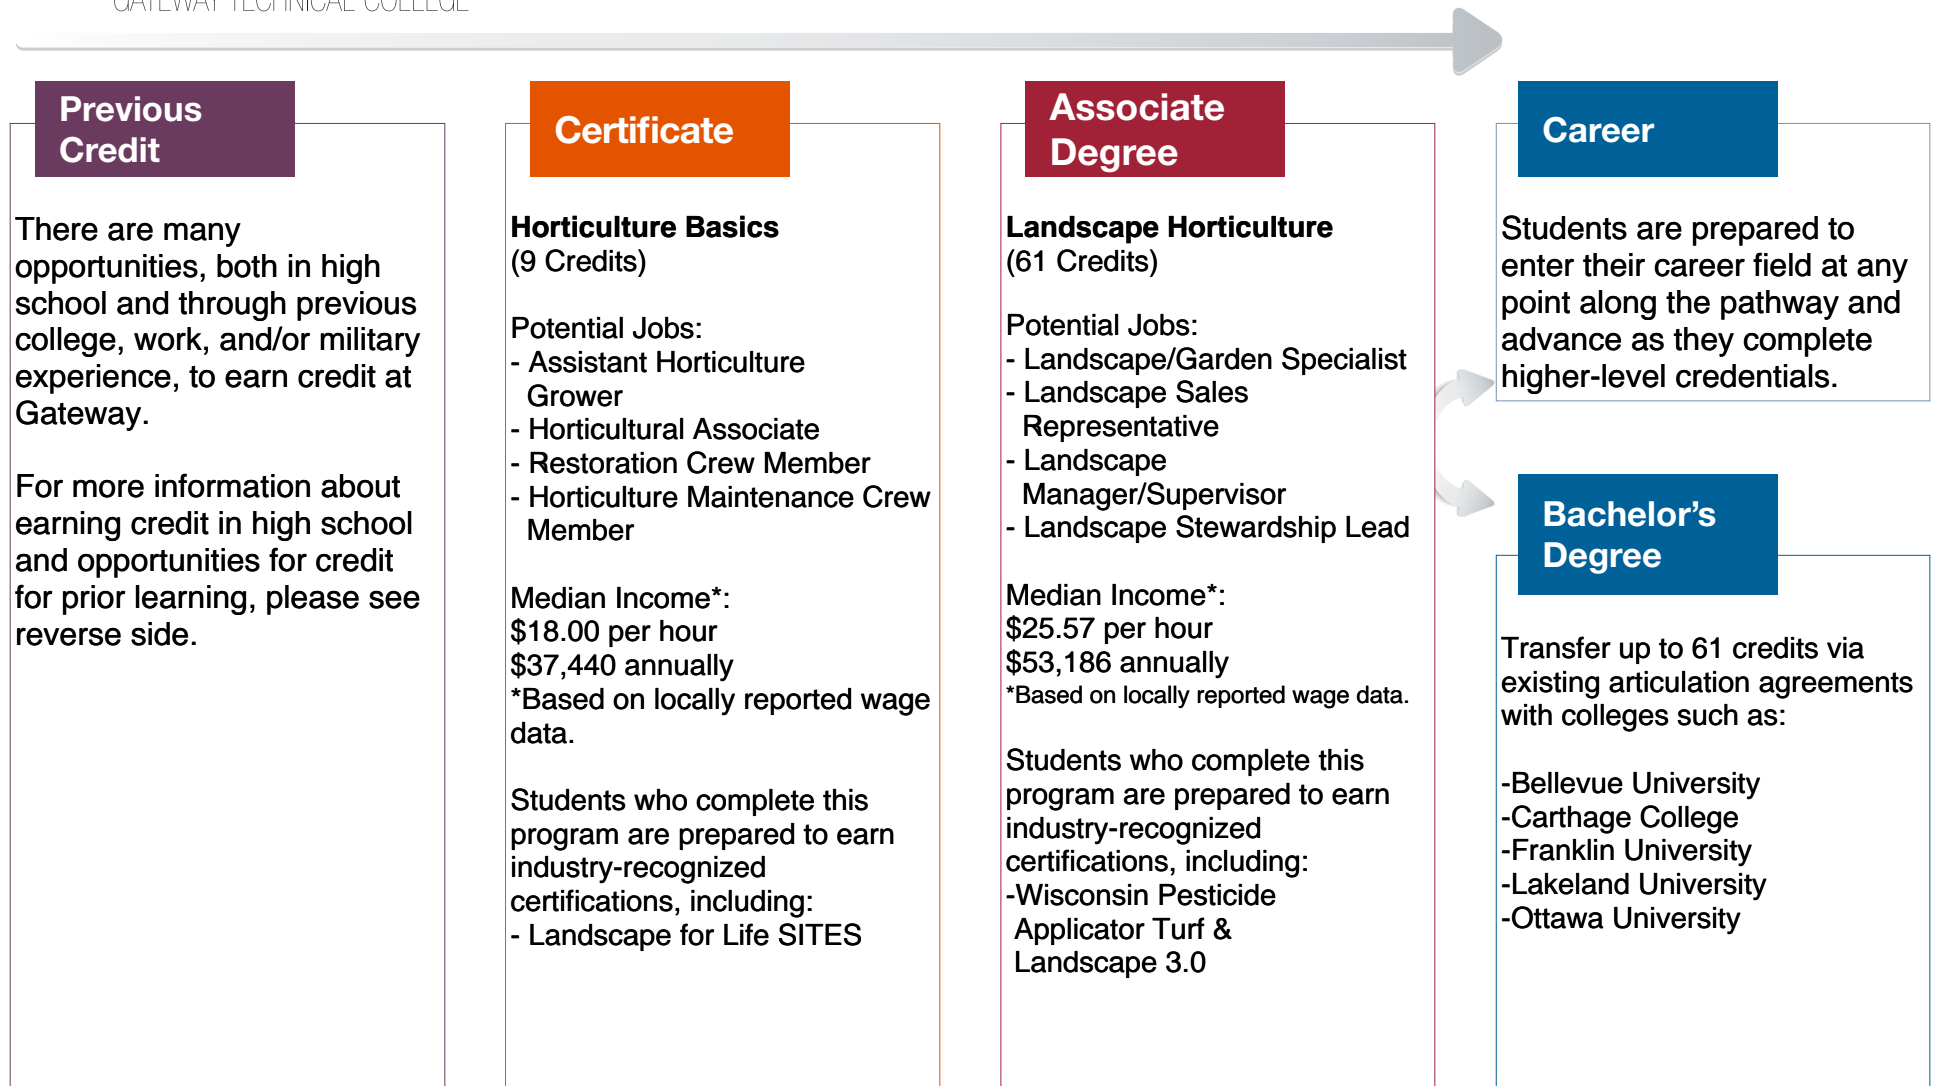 GATEWAY TECHNICAL COLLEGE
Previous
Credit
There are many
opportunities, both in high
school and through previous
college, work, and/or military
experience, to earn credit at
Gateway.
For more information about
earning credit in high school
and opportunities for credit
for prior learning, please see
reverse side.
Certificate
Horticulture Basics
(9 Credits)
Potential Jobs:
- Assistant Horticulture
Grower
- Horticultural Associate
- Restoration Crew Member
- Horticulture Maintenance Crew
Member
Median Income*:
$18.00 per hour
$37,440 annually
*Based on locally reported wage
data.
Students who complete this
program are prepared to earn
industry-recognized
certifications, including:
- Landscape for Life SITES
Associate
Degree
Landscape Horticulture
(61 Credits)
Potential Jobs:
- Landscape/Garden Specialist
- Landscape Sales
Representative
- Landscape
Manager/Supervisor
- Landscape Stewardship Lead
Median Income*:
$25.57 per hour
$53,186 annually
*Based on locally reported wage data.
Students who complete this
program are prepared to earn
industry-recognized
certifications, including:
-Wisconsin Pesticide
Applicator Turf &
Landscape 3.0
Career
Students are prepared to
enter their career field at any
point along the pathway and
advance as they complete
higher-level credentials.
Bachelor's
Degree
Transfer up to 61 credits via
existing articulation agreements
with colleges such as:
-Bellevue University
-Carthage College
-Franklin University
-Lakeland University
-Ottawa University